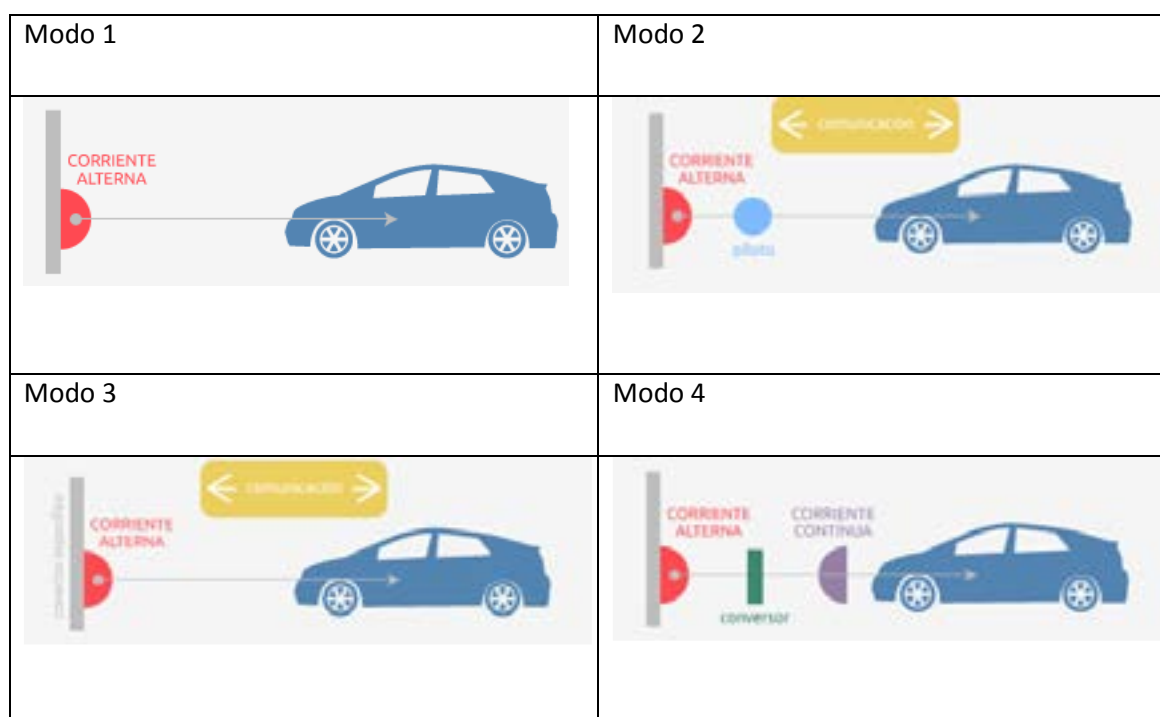 Modo 1
Modo 2
CORRIENTE
ALTERNA
comunicación
CORRIENTE
ALTERNA
piloto
Modo 3
Modo 4
comunicación
CORRIENTE
ALTERNA
CORRIENTE
ALTERNA
CORRIENTE
CONTINUA
conversor